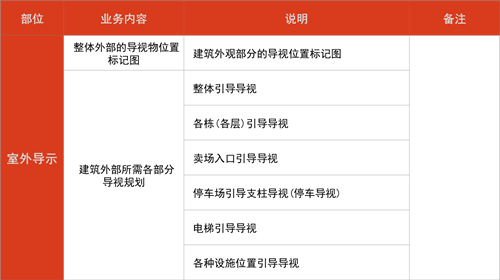 部位 业务内容 说明 备注
室外导示
整体外部的导视物位置
标记图
建筑外观部分的导视位置标记图
建筑外部所需各部分
导视规划
整体引导导视
各栋(各层)引导导视
卖场入口引导导视
停车场引导支柱导视(停车导视)
电梯引导导视
各种设施位置引导导视